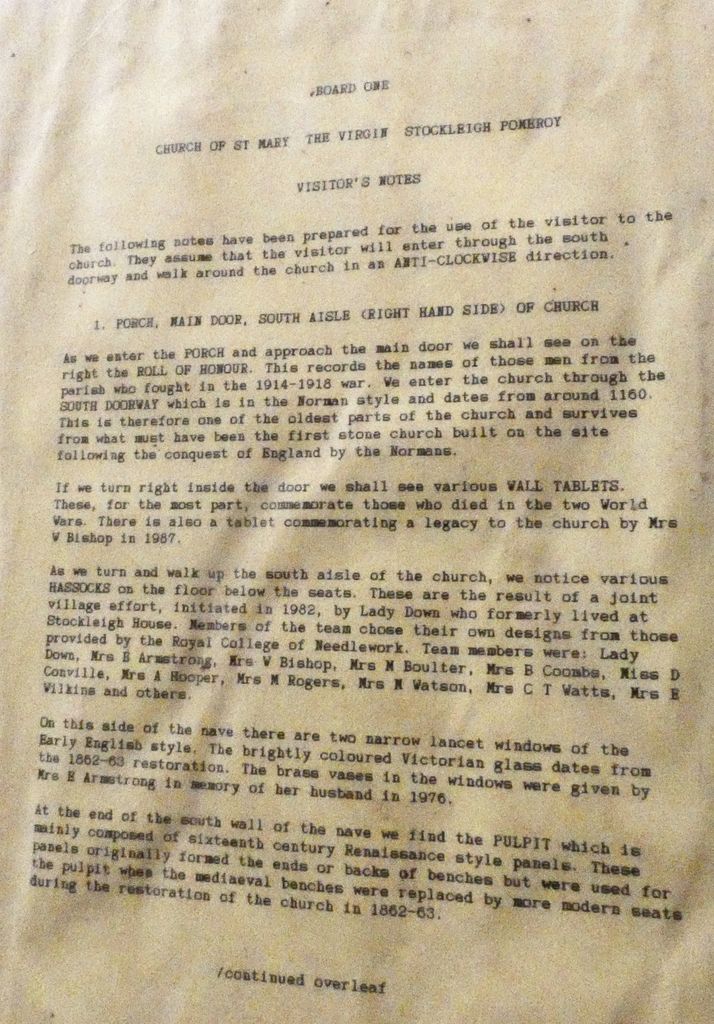 BOARD ONE
CHURCH OF ST MARY THE VIRGIN STOCKLEIGH POMEROY
VISITOR'S NOTES
The following notes have been prepared for the use of the visitor to the
church. They assume that the visitor will enter through the south
doorway and walk around the church in an ANTI-CLOCKWISE direction.
1. PORCH, MAIN DOOR, SOUTH AISLE (RIGHT HAND SIDE) OF CHURCH
As we enter the PORCH and approach the main door we shall see on the
right the ROLL OF HONOUR. This records the names of those men from the
parish who fought in the 1914-1918 war. We enter the church through the
SOUTH DOORWAY which is in the Norman style and dates from around 1160.
This is therefore one of the oldest parts of the church and survives
from what must have been the first stone church built on the site
following the conquest of England by the Normans.
If we turn right inside the door we shall see various WALL TABLETS.
These, for the most part, commemorate those who died in the two World
Wars. There is also a tablet commemorating a legacy to the church by Mrs
W Bishop in 1987.
As we turn and walk up the south aisle of the church, we notice various
HASSOCKS on the floor below the seats. These are the result of a joint
village effort, initiated in 1982, by Lady Down who formerly lived at
Stockleigh House. Members of the team chose their own designs from those
provided by the Royal College of Needlework. Team members were: Lady
Down, Mrs E Armstrong, Mrs V Bishop, Mrs M Boulter, Mrs B Coombs, Miss D
Conville, Mrs A Hooper, Mrs M Rogers, Mrs M Watson, Mrs C T Watts, Mrs E
Wilkins and others.
On this side of the nave there are two narrow lancet windows of the
Early English style. The brightly coloured Victorian glass dates from
the 1862-63 restoration. The brass vases in the windows were given by
Mrs E Armstrong in memory of her husband in 1976.
At the end of the south wall of the nave we find the PULPIT which is
mainly composed of sixteenth century Renaissance style panels. These
panels originally formed the ends or backs of benches but were used for
the pulpit when the mediaeval benches were replaced by more modern seats
during the restoration of the church in 1862-63.
/continued overleaf